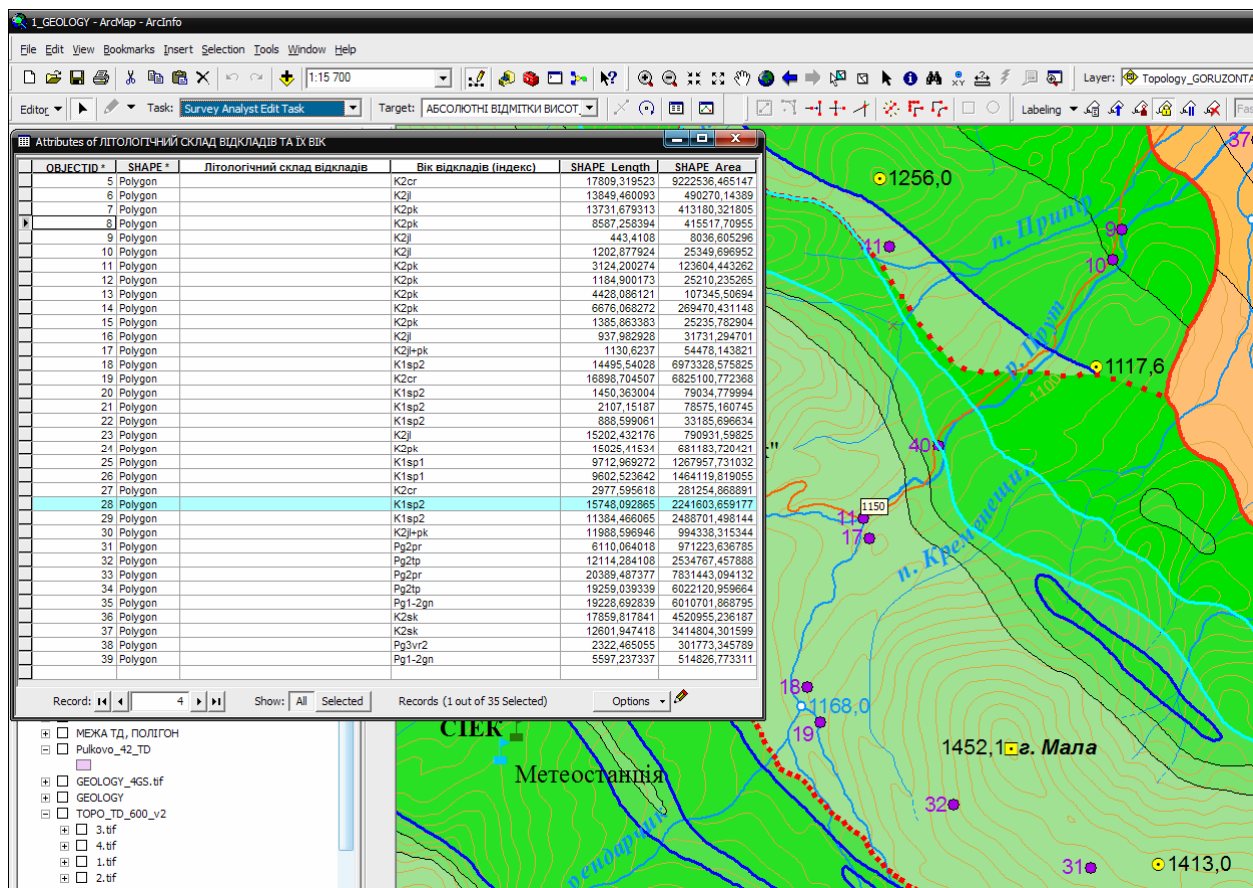 1_GEOLOGY - ArcMap - ArcInfo
File Edit View Bookmarks Insert Selection Tools Window Help
1:15 700 Layer: Topology_GORUZONTA
Editor Task: Survey Analyst Edit Task Target: АБСОЛЮТНІ ВІДМІТКИ ВИСОТ Labeling Fas
Attributes of ЛІТОЛОГІЧНИЙ СКЛАД ВІДКЛАДІВ ТА ЇХ ВІК
OBJECTID * SHAPE * Літологічний склад відкладів Вік відкладів (індекс) SHAPE_Length SHAPE_Area
5 Polygon K2cr 17809,319523 9222536,465147
6 Polygon K2jl 13849,460093 490270,14389
7 Polygon K2pk 13731,679313 413180,321805
8 Polygon K2pk 8587,258394 415517,70955
9 Polygon K2jl 443,4108 8036,605296
10 Polygon K2jl 1202,877924 25349,696952
11 Polygon K2pk 3124,200274 123604,443262
12 Polygon K2pk 1184,900173 25210,235265
13 Polygon K2pk 4428,086121 107345,50694
14 Polygon K2pk 6676,068272 269470,431148
15 Polygon K2pk 1385,863383 25235,782904
16 Polygon K2jl 937,982928 31731,294701
17 Polygon K2jl+pk 1130,6237 54478,143821
18 Polygon K1sp2 14495,54028 6973328,575825
19 Polygon K2cr 16898,704507 6825100,772368
20 Polygon K1sp2 1450,363004 79034,779994
21 Polygon K1sp2 2107,15187 78575,160745
22 Polygon K1sp2 888,599061 33185,696634
23 Polygon K2jl 15202,432176 790931,59825
24 Polygon K2pk 15025,41534 681183,720421
25 Polygon K1sp1 9712,969272 1267957,731032
26 Polygon K1sp1 9602,523642 1464119,819055
27 Polygon K2cr 2977,595618 281254,868891
28 Polygon K1sp2 15748,092865 2241603,659177
29 Polygon K1sp2 11384,466065 2488701,498144
30 Polygon K2jl+pk 11988,596946 994338,315344
31 Polygon Pg2pr 6110,064018 971223,636785
32 Polygon Pg2tp 12114,284108 2534767,457888
33 Polygon Pg2pr 20389,487377 7831443,094132
34 Polygon Pg2tp 19259,039339 6022120,959664
35 Polygon Pg1-2gn 19228,692839 6010701,868795
36 Polygon K2sk 17859,817841 4520955,236187
37 Polygon K2sk 12601,947418 3414804,301599
38 Polygon Pg3vr2 2322,465055 301773,345789
39 Polygon Pg1-2gn 5597,237337 514826,773311
Record: 4 Show: All Selected Records (1 out of 35 Selected) Options
МЕЖА ТД, ПОЛІГОН
Pulkovo_42_TD
GEOLOGY_4GS.tif
GEOLOGY
TOPO_TD_600_v2
3.tif
4.tif
1.tif
2.tif
37
1256,0
п. Припір
9
41
10
р. Прут
1117,6
1100
40
"
1150
11
17
п. Кременещик
18
1168,0
19
СІЕК
1452,1 г. Мала
Метеостанція
32
рендарчик
31
1413,0